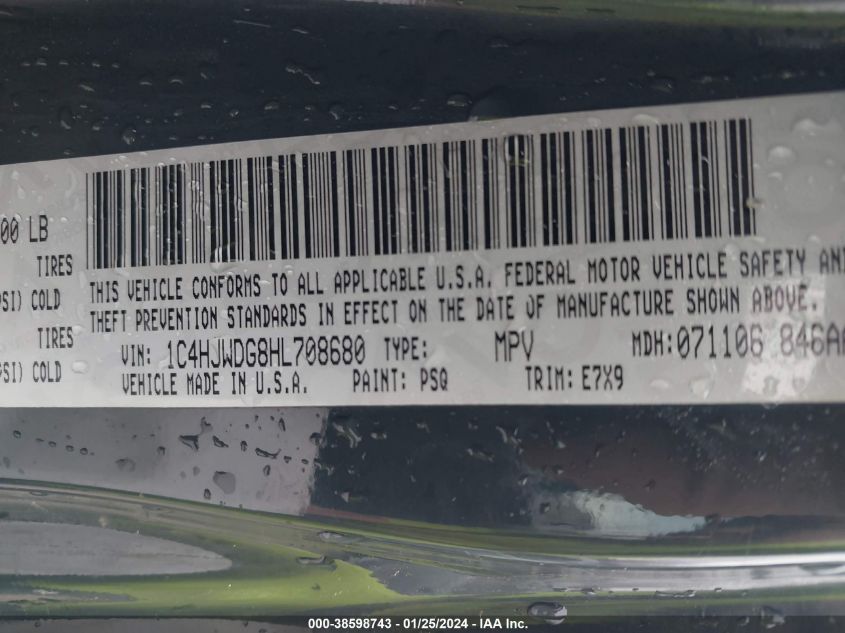 00 LB
TIRES
PSI) COLD
TIRES
PSI) COLD
THIS VEHICLE CONFORMS TO ALL APPLICABLE U.S.A. FEDERAL MOTOR VEHICLE SAFETY AND
THEFT PREVENTION STANDARDS IN EFFECT ON THE DATE OF MANUFACTURE SHOWN ABOVE.
VIN: 1C4HJWDG8HL708680 TYPE: MPV MDH:071106 846AA
VEHICLE MADE IN U.S.A. PAINT: PSQ TRIM: E7X9
000-38598743 - 01/25/2024 - IAA Inc.